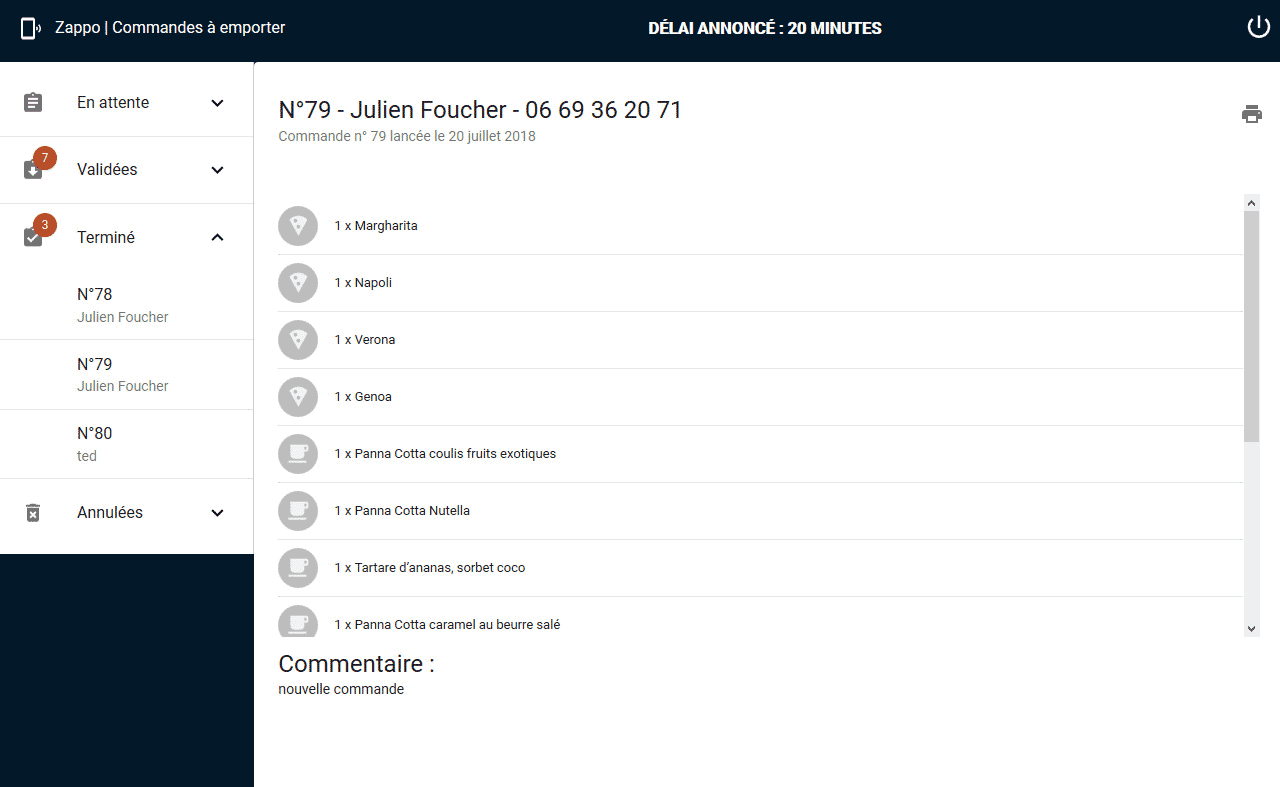 Zappo | Commandes à emporter
DÉLAI ANNONCÉ : 20 MINUTES
En attente
7
Validées
3
Terminé
N°78
Julien Foucher
N°79
Julien Foucher
N°80
ted
Annulées
N°79 - Julien Foucher - 06 69 36 20 71
Commande n° 79 lancée le 20 juillet 2018
1 x Margharita
1 x Napoli
1 x Verona
1 x Genoa
1 x Panna Cotta coulis fruits exotiques
1 x Panna Cotta Nutella
1 x Tartare d’ananas, sorbet coco
1 x Panna Cotta caramel au beurre salé
Commentaire :
nouvelle commande